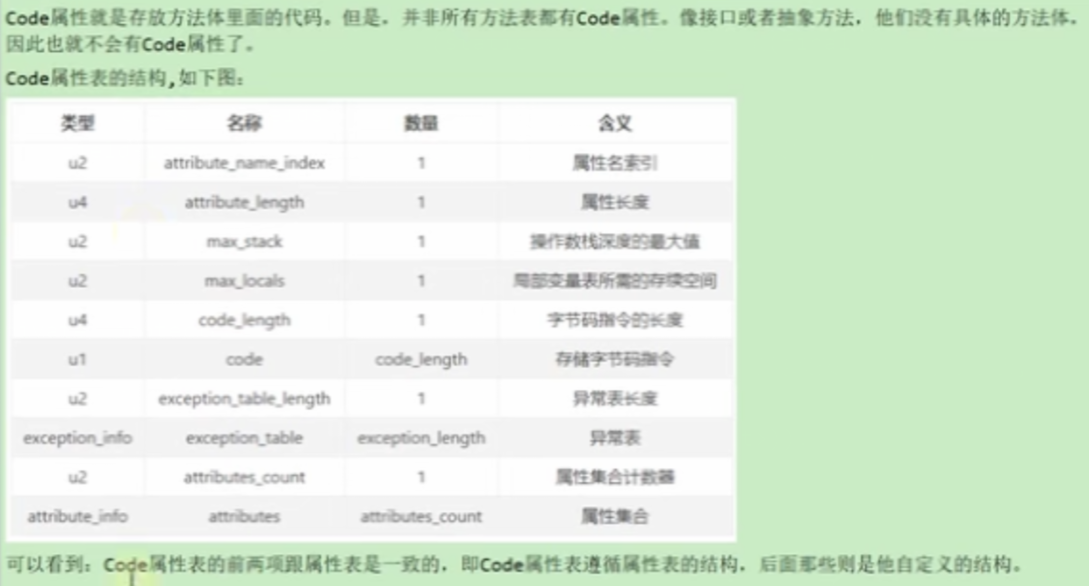 Code属性就是存放方法体里面的代码。但是，并非所有方法表都有Code属性。像接口或者抽象方法，他们没有具体的方法体，
因此也就不会有Code属性了。
Code属性表的结构,如下图：
类型 名称 数量 含义
u2 attribute_name_index 1 属性名索引
u4 attribute_length 1 属性长度
u2 max_stack 1 操作数栈深度的最大值
u2 max_locals 1 局部变量表所需的存续空间
u4 code_length 1 字节码指令的长度
u1 code code_length 存储字节码指令
u2 exception_table_length 1 异常表长度
exception_info exception_table exception_length 异常表
u2 attributes_count 1 属性集合计数器
attribute_info attributes attributes_count 属性集合
可以看到：Code属性表的前两项跟属性表是一致的，即Code属性表遵循属性表的结构，后面那些则是他自定义的结构。